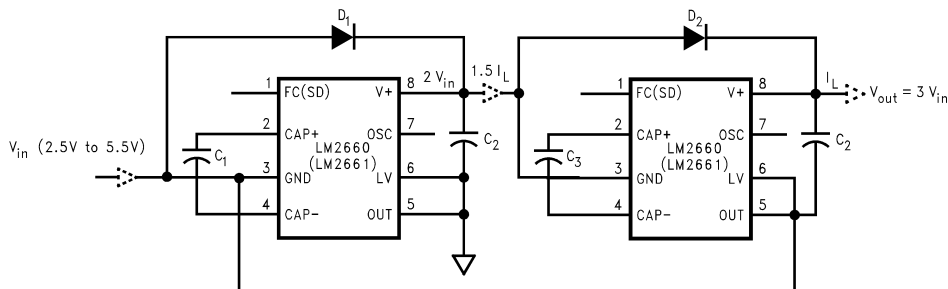 D1
D2
Vin (2.5V to 5.5V)
1 FC(SD) V+ 8
2 CAP+ OSC 7
LM2660
(LM2661)
3 GND LV 6
4 CAP- OUT 5
C1
2 Vin
1.5 IL
C2
1 FC(SD) V+ 8
2 CAP+ OSC 7
LM2660
(LM2661)
3 GND LV 6
4 CAP- OUT 5
C3
IL
Vout = 3 Vin
C2